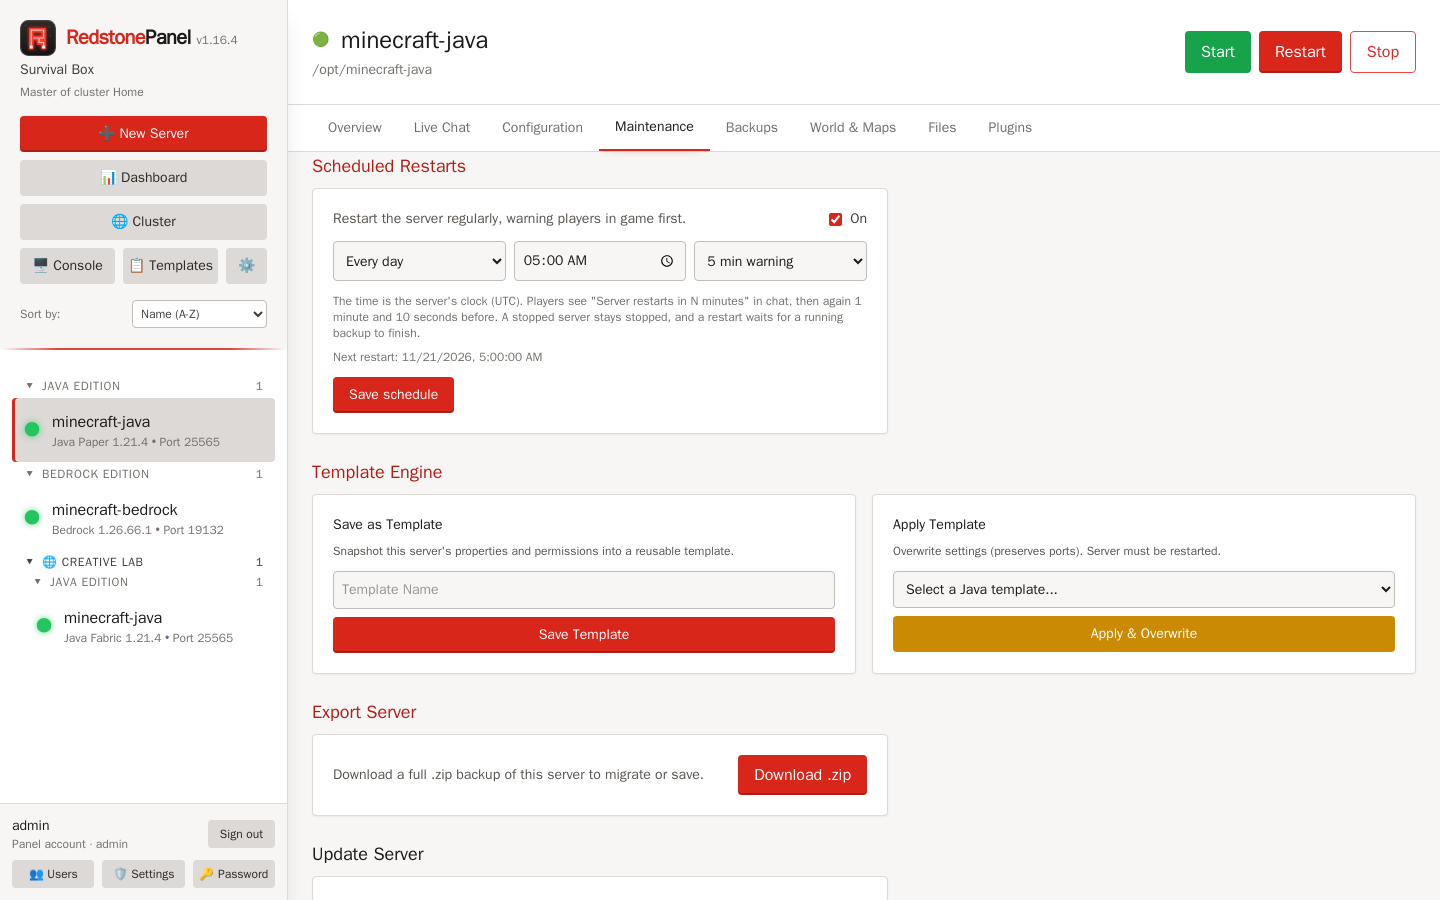 RedstonePanel v1.16.4
Survival Box
Master of cluster Home
➕ New Server
📊 Dashboard
🌐 Cluster
🖥️ Console
📋 Templates
⚙️
Sort by:
Name (A-Z)
▼ JAVA EDITION 1
minecraft-java
Java Paper 1.21.4 • Port 25565
▼ BEDROCK EDITION 1
minecraft-bedrock
Bedrock 1.26.66.1 • Port 19132
▼ 🌐 CREATIVE LAB 1
▼ JAVA EDITION 1
minecraft-java
Java Fabric 1.21.4 • Port 25565
admin
Panel account · admin
Sign out
👥 Users
🛡️ Settings
🔑 Password
minecraft-java
/opt/minecraft-java
Start
Restart
Stop
Overview
Live Chat
Configuration
Maintenance
Backups
World & Maps
Files
Plugins
Scheduled Restarts
Restart the server regularly, warning players in game first.
On
Every day
05:00 AM
5 min warning
The time is the server's clock (UTC). Players see "Server restarts in N minutes" in chat, then again 1
minute and 10 seconds before. A stopped server stays stopped, and a restart waits for a running
backup to finish.
Next restart: 11/21/2026, 5:00:00 AM
Save schedule
Template Engine
Save as Template
Snapshot this server's properties and permissions into a reusable template.
Template Name
Save Template
Apply Template
Overwrite settings (preserves ports). Server must be restarted.
Select a Java template...
Apply & Overwrite
Export Server
Download a full .zip backup of this server to migrate or save.
Download .zip
Update Server